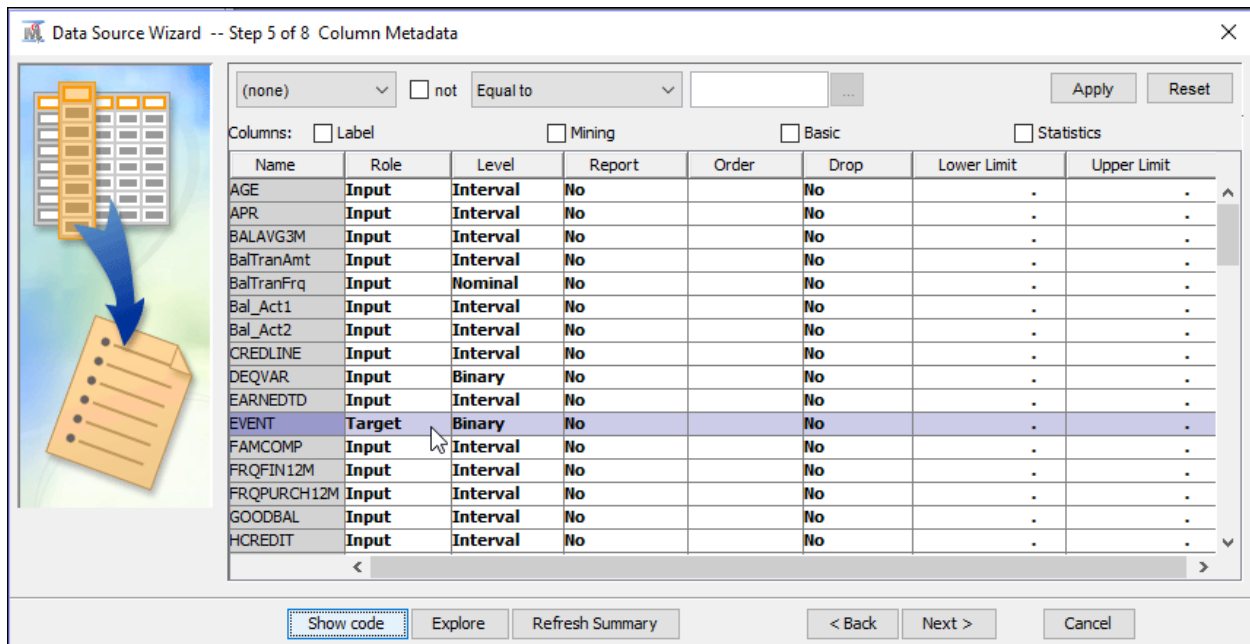 Data Source Wizard -- Step 5 of 8 Column Metadata
(none) not Equal to ... Apply Reset
Columns: Label Mining Basic Statistics
Name Role Level Report Order Drop Lower Limit Upper Limit
AGE Input Interval No No . .
APR Input Interval No No . .
BALAVG3M Input Interval No No . .
BalTranAmt Input Interval No No . .
BalTranFrq Input Nominal No No . .
Bal_Act1 Input Interval No No . .
Bal_Act2 Input Interval No No . .
CREDLINE Input Interval No No . .
DEQVAR Input Binary No No . .
EARNEDTD Input Interval No No . .
EVENT Target Binary No No . .
FAMCOMP Input Interval No No . .
FRQFIN12M Input Interval No No . .
FRQPURCH12M Input Interval No No . .
GOODBAL Input Interval No No . .
HCREDIT Input Interval No No . .
Show code Explore Refresh Summary < Back Next > Cancel